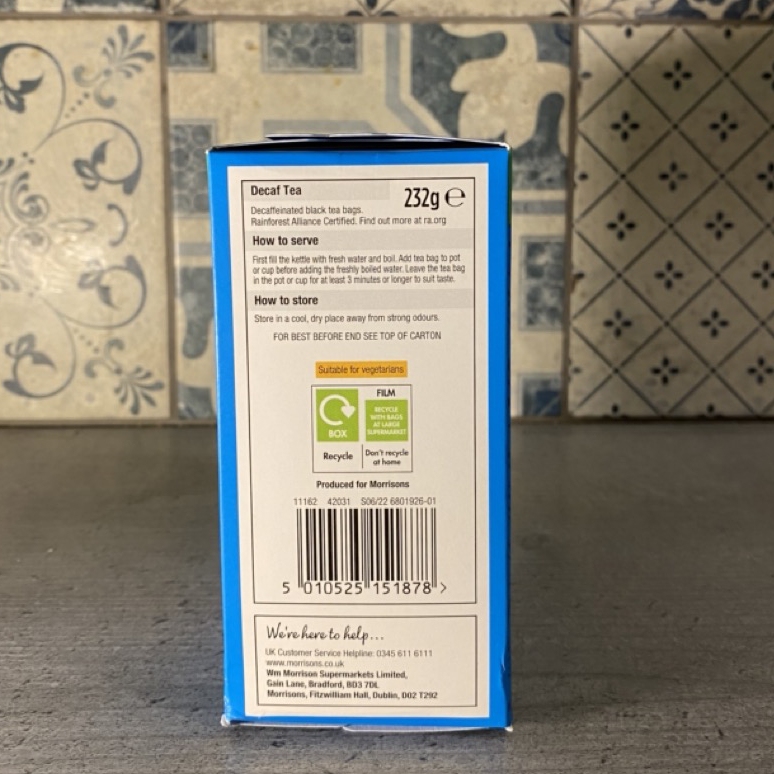 Decaf Tea
232g ℮
Decaffeinated black tea bags.
Rainforest Alliance Certified. Find out more at ra.org
How to serve
First fill the kettle with fresh water and boil. Add tea bag to pot
or cup before adding the freshly boiled water. Leave the tea bag
in the pot or cup for at least 3 minutes or longer to suit taste.
How to store
Store in a cool, dry place away from strong odours.
FOR BEST BEFORE END SEE TOP OF CARTON
Suitable for vegetarians
BOX
Recycle
FILM
RECYCLE
WITH BAGS
AT LARGE
SUPERMARKET
Don't recycle
at home
Produced for Morrisons
11162 42031 S06/22 6801926-01
5 010525 151878 >
We're here to help...
UK Customer Service Helpline: 0345 611 6111
www.morrisons.co.uk
Wm Morrison Supermarkets Limited,
Gain Lane, Bradford, BD3 7DL
Morrisons, Fitzwilliam Hall, Dublin, D02 T292